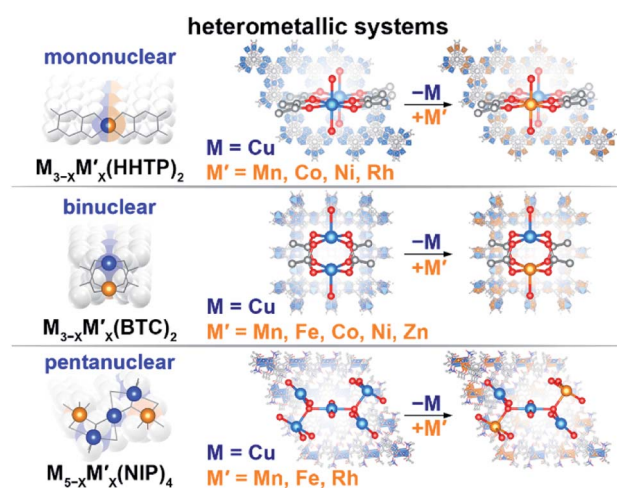 heterometallic systems
mononuclear
−M
+M′
M = Cu
M₃₋ₓM′ₓ(HHTP)₂
M′ = Mn, Co, Ni, Rh
binuclear
−M
+M′
M = Cu
M₃₋ₓM′ₓ(BTC)₂
M′ = Mn, Fe, Co, Ni, Zn
pentanuclear
−M
+M′
M = Cu
M₅₋ₓM′ₓ(NIP)₄
M′ = Mn, Fe, Rh